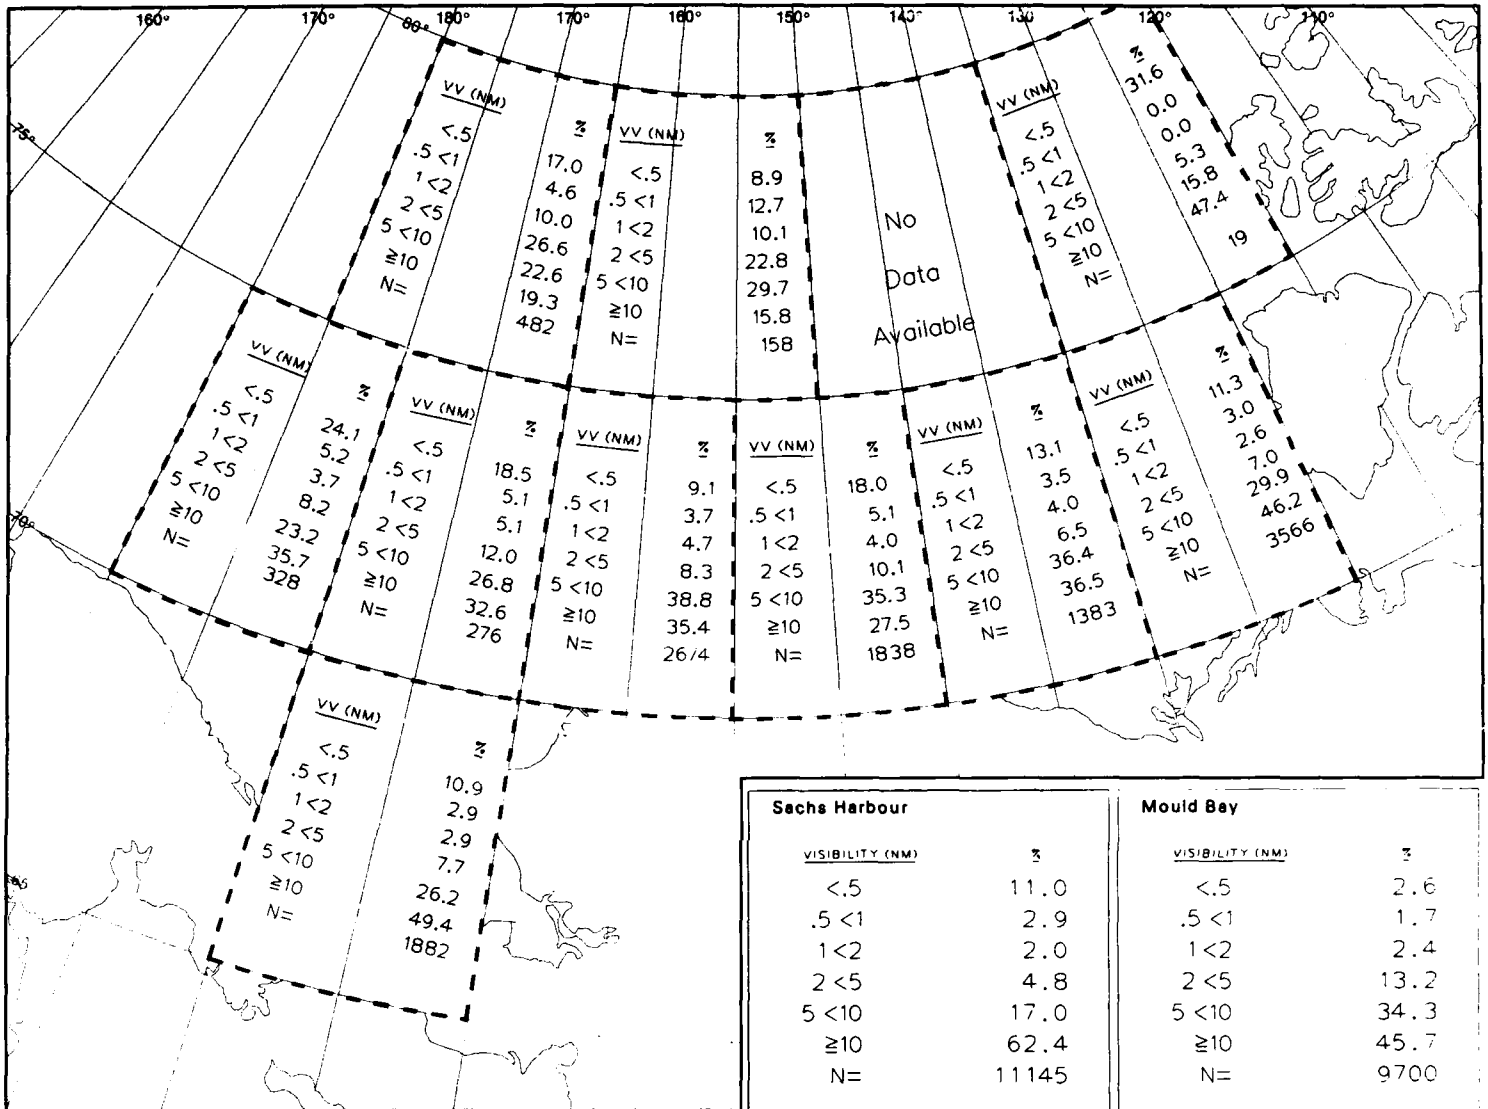 160° 170° 180° 170° 160° 150° 140° 130 120° 110°
80°
75°
70°
65
VV (NM) %
<.5 17.0
.5 <1 4.6
1 <2 10.0
2 <5 26.6
5 <10 22.6
≧10 19.3
N= 482
VV (NM) %
<.5 8.9
.5 <1 12.7
1 <2 10.1
2 <5 22.8
5 <10 29.7
≧10 15.8
N= 158
No
Data
Available
VV (NM) %
<.5 31.6
.5 <1 0.0
1 <2 0.0
2 <5 5.3
5 <10 15.8
≧10 47.4
N= 19
VV (NM) %
<.5 24.1
.5 <1 5.2
1 <2 3.7
2 <5 8.2
5 <10 23.2
≧10 35.7
N= 328
VV (NM) %
<.5 18.5
.5 <1 5.1
1 <2 5.1
2 <5 12.0
5 <10 26.8
≧10 32.6
N= 276
VV (NM) %
<.5 9.1
.5 <1 3.7
1 <2 4.7
2 <5 8.3
5 <10 38.8
≧10 35.4
N=
VV (NM) %
<.5 18.0
.5 <1 5.1
1 <2 4.0
2 <5 10.1
5 <10 35.3
≧10 27.5
N= 1838
VV (NM) %
<.5 13.1
.5 <1 3.5
1 <2 4.0
2 <5 6.5
5 <10 36.4
≧10 36.5
N= 1383
VV (NM) %
<.5 11.3
.5 <1 3.0
1 <2 2.6
2 <5 7.0
5 <10 29.9
≧10 46.2
N= 3566
VV (NM) %
<.5 10.9
.5 <1 2.9
1 <2 2.9
2 <5 7.7
5 <10 26.2
≧10 49.4
N= 1882
Sachs Harbour
VISIBILITY (NM) %
<.5 11.0
.5 <1 2.9
1 <2 2.0
2 <5 4.8
5 <10 17.0
≧10 62.4
N= 11145
Mould Bay
VISIBILITY (NM) %
<.5 2.6
.5 <1 1.7
1 <2 2.4
2 <5 13.2
5 <10 34.3
≧10 45.7
N= 9700